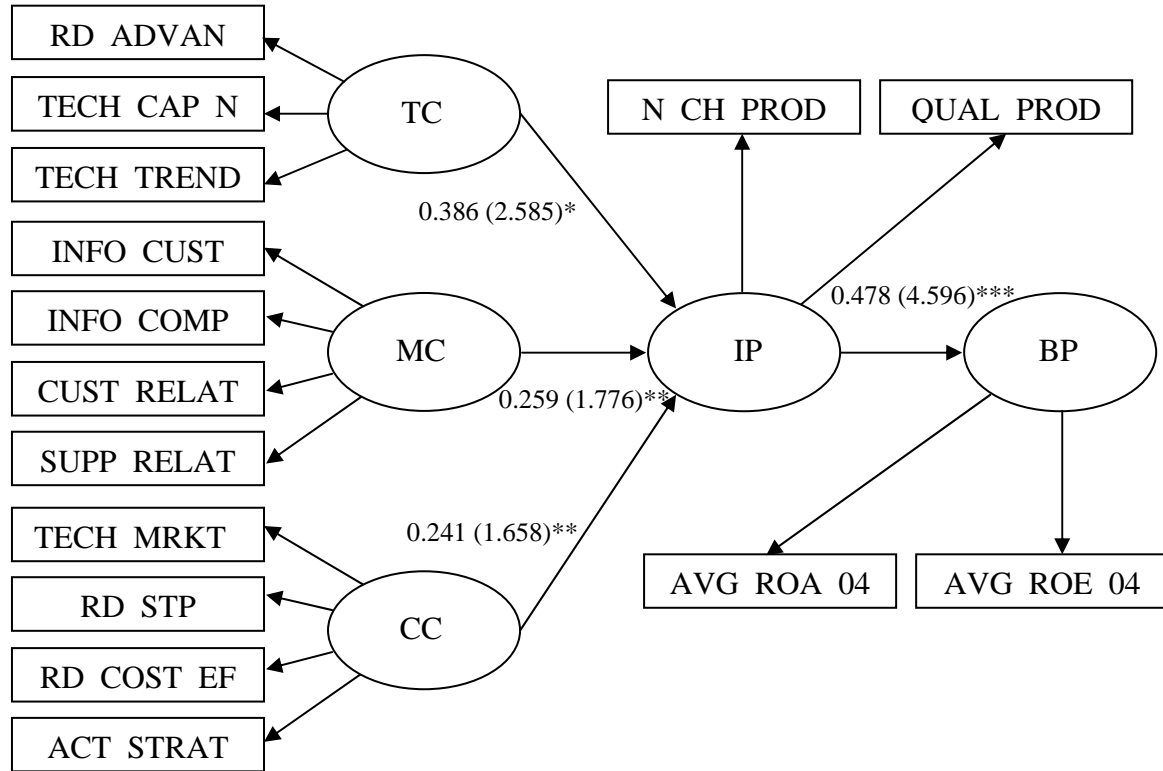 RD ADVAN
TECH CAP N
TECH TREND
INFO CUST
INFO COMP
CUST RELAT
SUPP RELAT
TECH MRKT
RD STP
RD COST EF
ACT STRAT
TC
MC
CC
0.386 (2.585)*
0.259 (1.776)**
0.241 (1.658)**
N CH PROD
QUAL PROD
IP
0.478 (4.596)***
BP
AVG ROA 04
AVG ROE 04